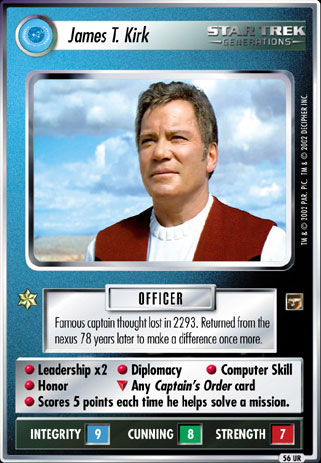 James T. Kirk
STAR TREK
GENERATIONS
TM & © 2002 PAR. PIC. TM & © 2002 DECIPHER INC.
OFFICER
Famous captain thought lost in 2293. Returned from the
nexus 78 years later to make a difference once more.
Leadership x2 Diplomacy Computer Skill
Honor Any Captain's Order card
Scores 5 points each time he helps solve a mission.
INTEGRITY 9 CUNNING 8 STRENGTH 7
56 UR